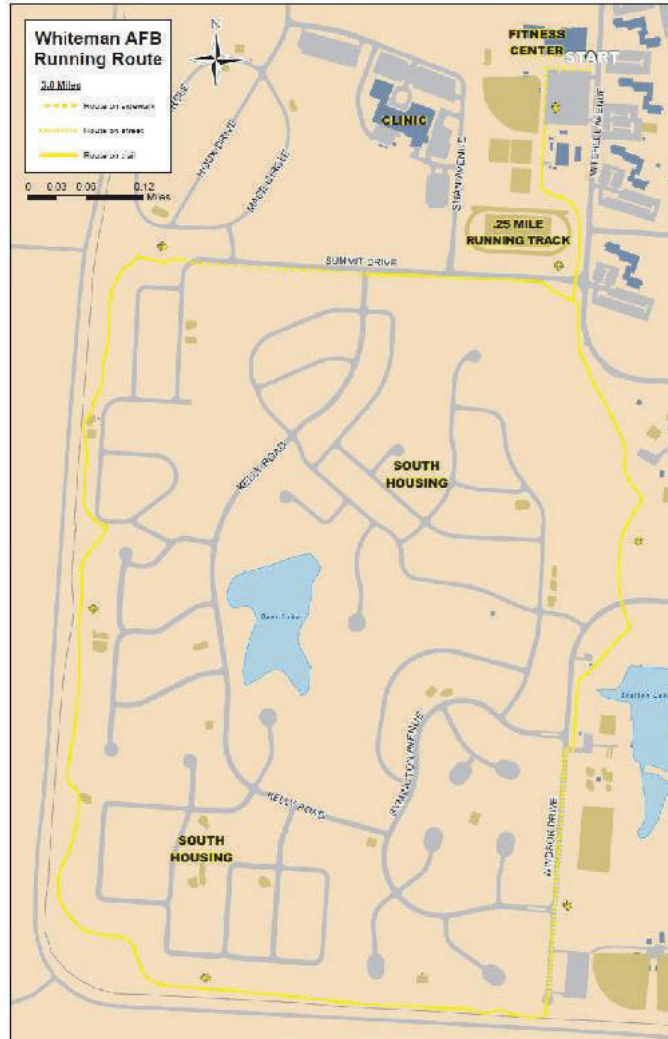 Whiteman AFB
Running Route
3.0 Miles
Route on sidewalk
Route on street
Route on trail
0 0.03 0.06 0.12
Miles
N
FITNESS
CENTER
START
CLINIC
MITCHELL AVENUE
SWAN AVENUE
.25 MILE
RUNNING TRACK
SUMMIT DRIVE
KELLY ROAD
SOUTH
HOUSING
KELLY ROAD
WINDSOR DRIVE
SOUTH
HOUSING